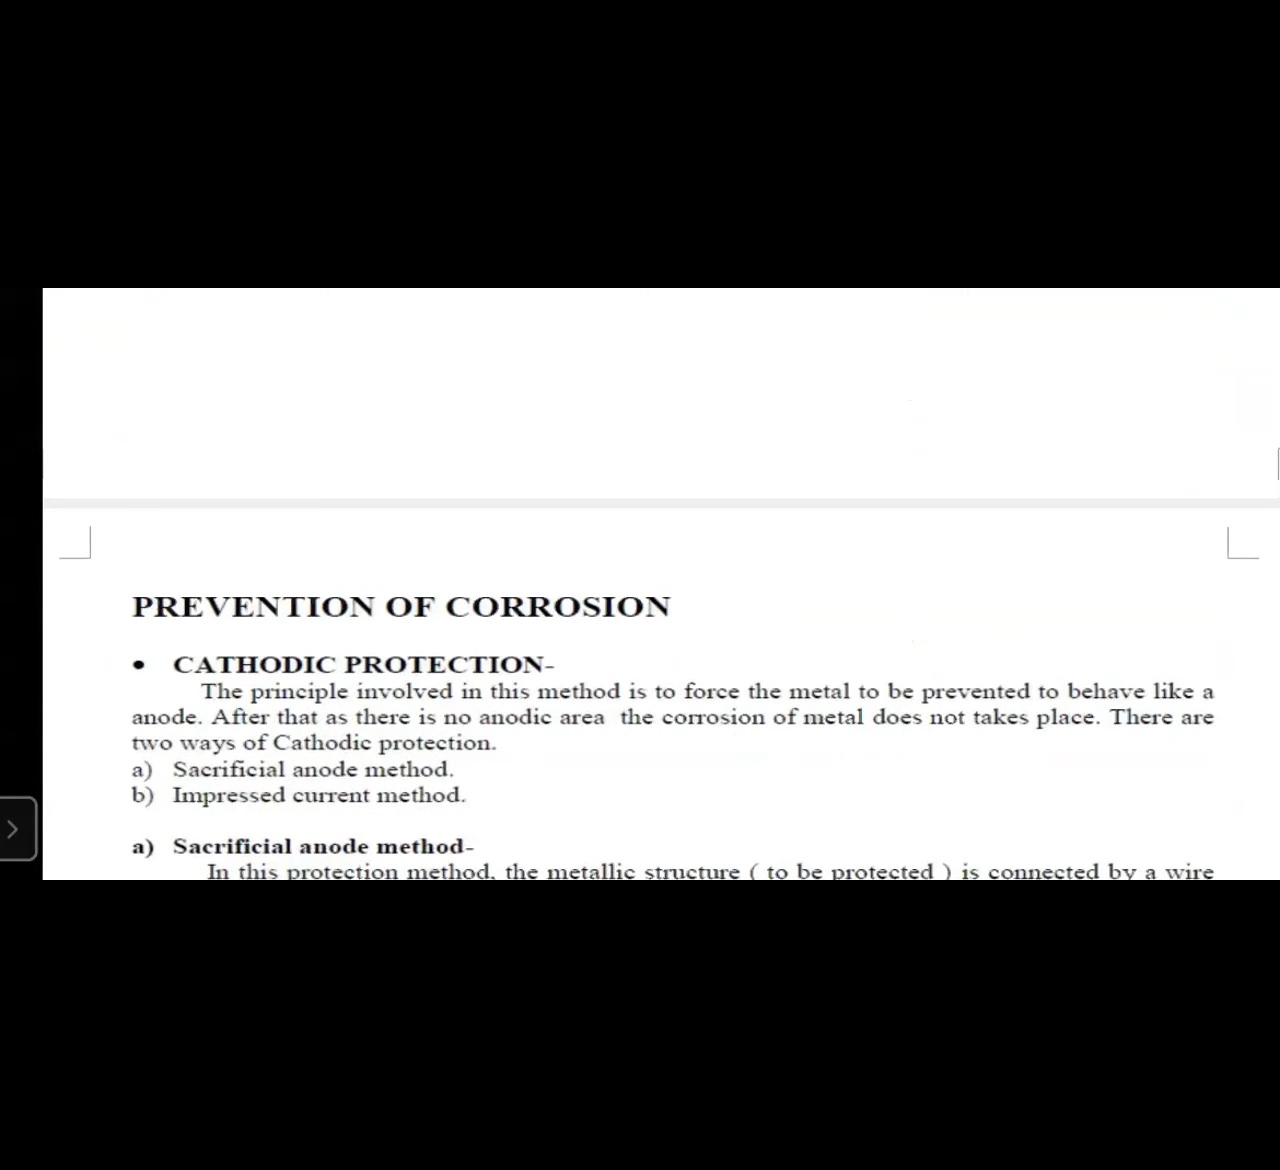 PREVENTION OF CORROSION
• CATHODIC PROTECTION-
The principle involved in this method is to force the metal to be prevented to behave like a
anode. After that as there is no anodic area the corrosion of metal does not takes place. There are
two ways of Cathodic protection.
a) Sacrificial anode method.
b) Impressed current method.
a) Sacrificial anode method-
In this protection method, the metallic structure ( to be protected ) is connected by a wire